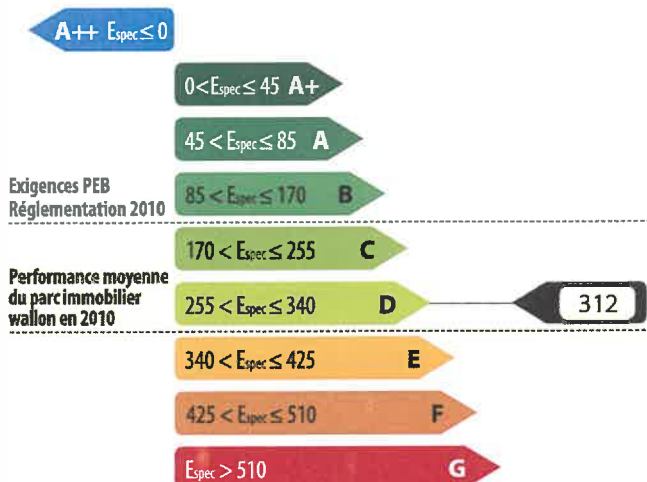 A++ Espec ≤ 0
0 < Espec ≤ 45 A+
45 < Espec ≤ 85 A
Exigences PEB
Réglementation 2010
85 < Espec ≤ 170 B
170 < Espec ≤ 255 C
Performance moyenne
du parc immobilier
wallon en 2010
255 < Espec ≤ 340 D
312
340 < Espec ≤ 425 E
425 < Espec ≤ 510 F
Espec > 510 G